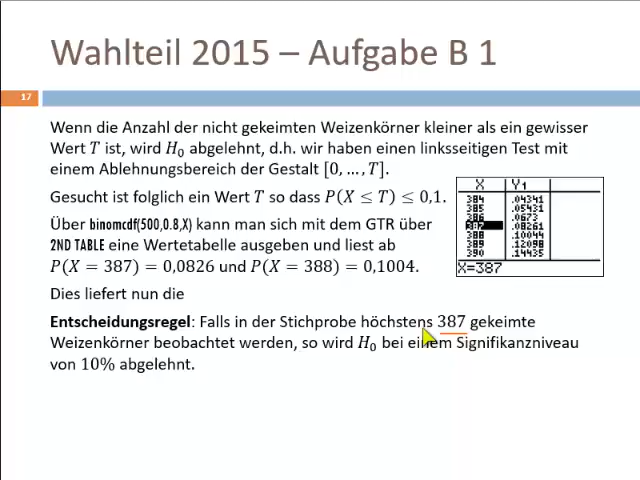 Wahlteil 2015 – Aufgabe B 1
17
Wenn die Anzahl der nicht gekeimten Weizenkörner kleiner als ein gewisser
Wert T ist, wird H₀ abgelehnt, d.h. wir haben einen linksseitigen Test mit
einem Ablehnungsbereich der Gestalt [0, … , T].
Gesucht ist folglich ein Wert T so dass P(X ≤ T) ≤ 0,1.
Über binomcdf(500,0.8,X) kann man sich mit dem GTR über
2ND TABLE eine Wertetabelle ausgeben und liest ab
P(X = 387) = 0,0826 und P(X = 388) = 0,1004.
X Y₁
384 .04341
385 .05431
386 .0673
387 .08261
388 .10044
389 .12098
390 .14435
X=387
Dies liefert nun die
Entscheidungsregel: Falls in der Stichprobe höchstens 387 gekeimte
Weizenkörner beobachtet werden, so wird H₀ bei einem Signifikanzniveau
von 10% abgelehnt.